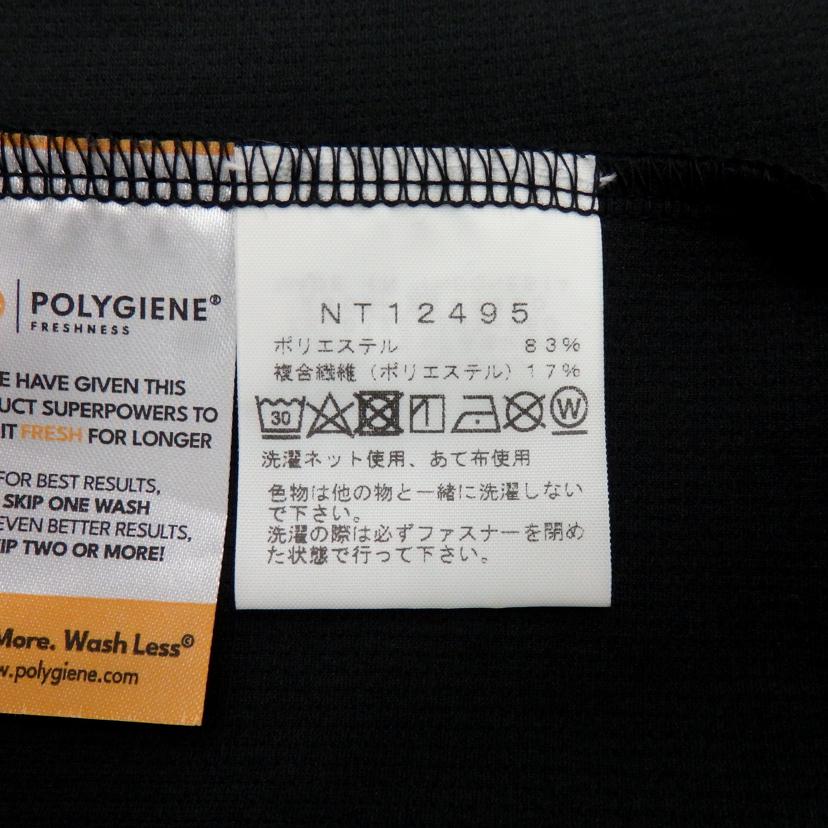 POLYGIENE®
FRESHNESS
E HAVE GIVEN THIS
UCT SUPERPOWERS TO
IT FRESH FOR LONGER
FOR BEST RESULTS,
SKIP ONE WASH
EVEN BETTER RESULTS,
IP TWO OR MORE!
More. Wash Less©
w.polygiene.com
NT12495
ポリエステル 83%
複合繊維(ポリエステル) 17%
30 W
洗濯ネット使用、あて布使用
色物は他の物と一緒に洗濯しない
で下さい。
洗濯の際は必ずファスナーを閉め
た状態で行って下さい。